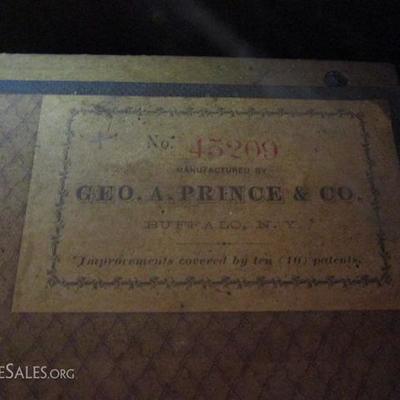 No. 45209
MANUFACTURED BY
GEO. A. PRINCE & CO.
BUFFALO, N. Y.
Improvements covered by ten (10) patents.
eSales.org